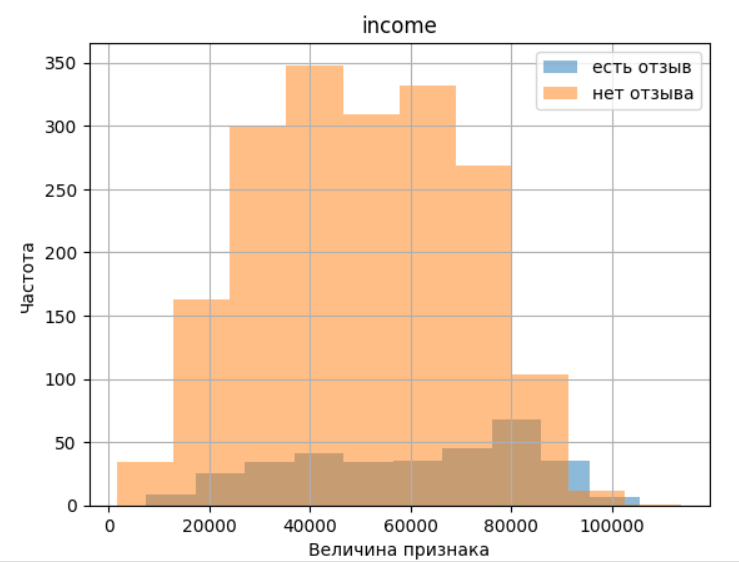 income
есть отзыв
нет отзыва
350
300
250
200
150
100
50
0
Частота
0 20000 40000 60000 80000 100000
Величина признака